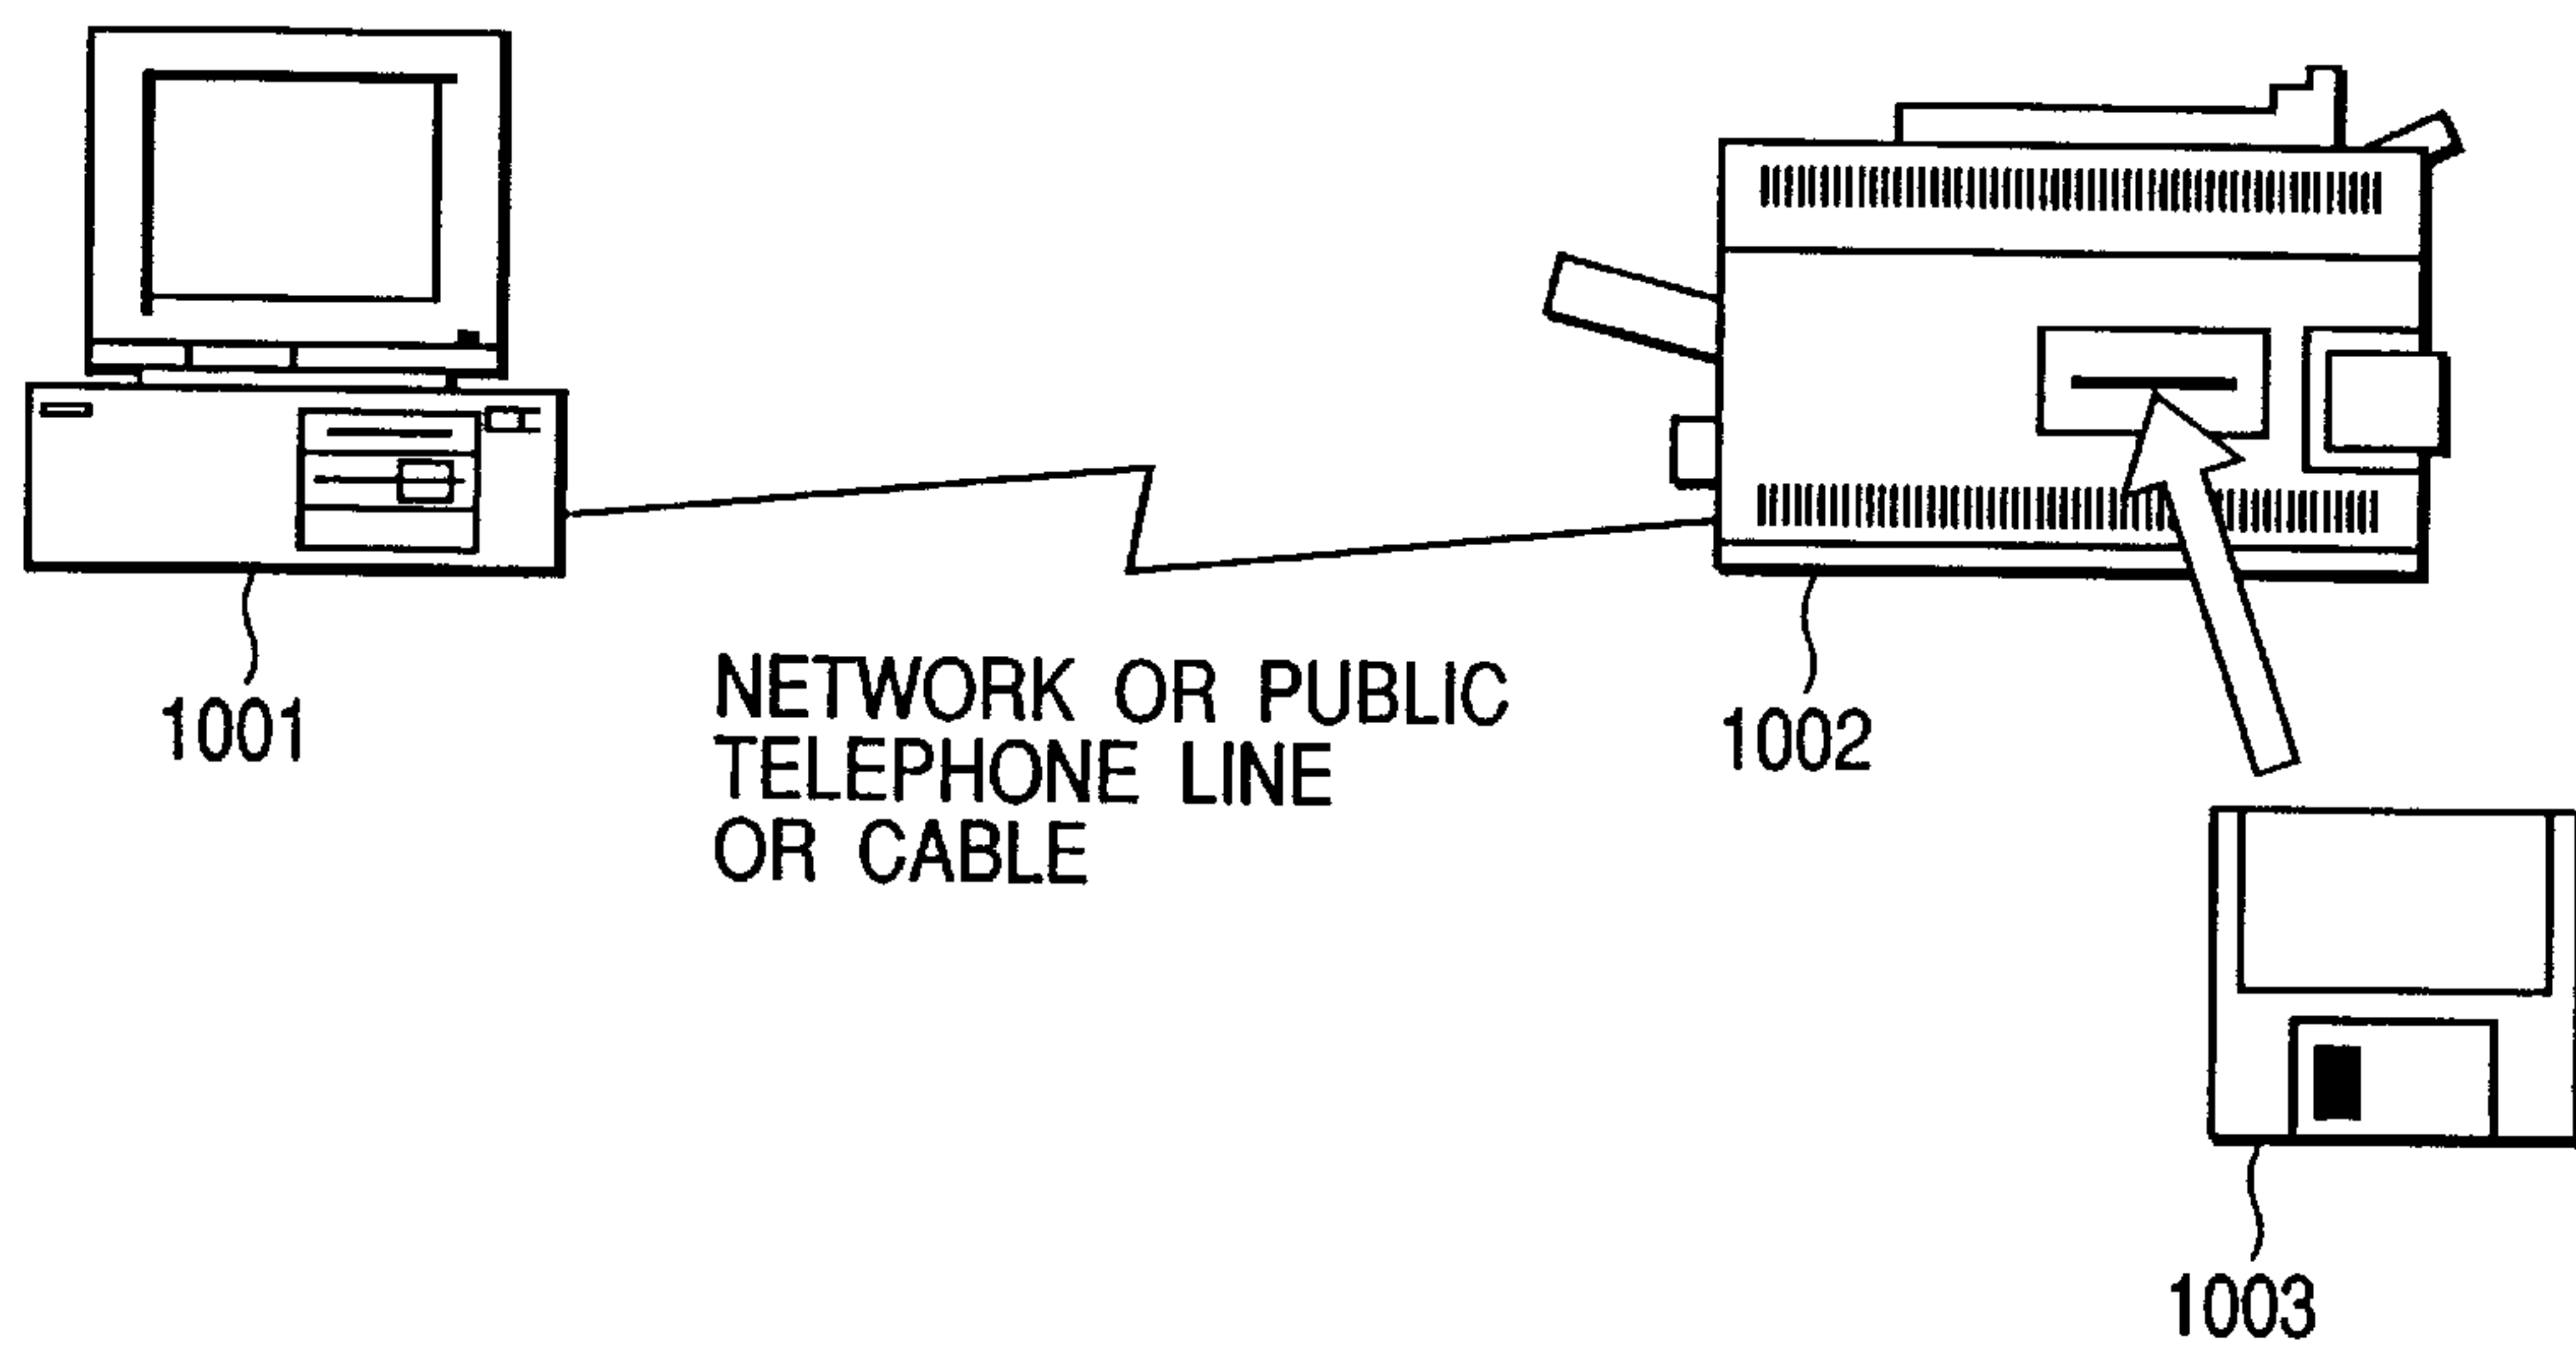 NETWORK OR PUBLIC
TELEPHONE LINE
OR CABLE
1001
1002
1003